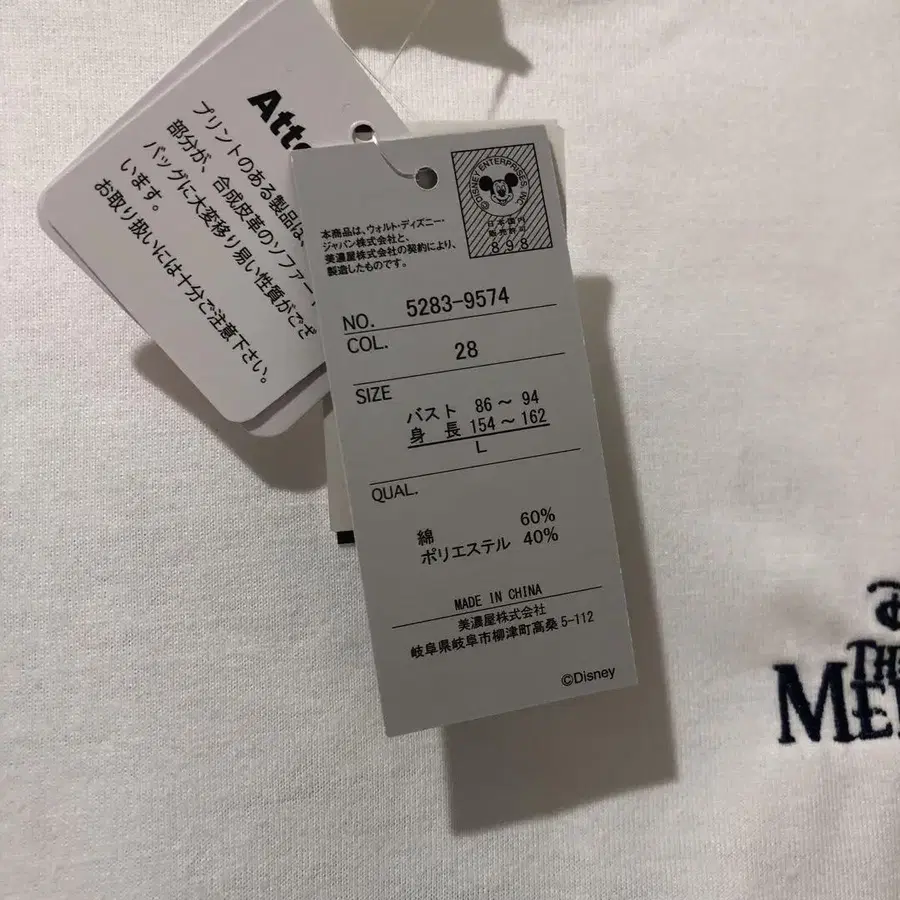 Atte
プリントのある製品は、
部分が、合成皮革のソファー
バッグに大変移り易い性質がござ
います。
お取り扱いには十分ご注意下さい。
©DISNEY ENTERPRISES, INC
日本国内
販売許可
898
本商品は、ウォルト・ディズニー・
ジャパン株式会社と、
美濃屋株式会社の契約により、
製造したものです。
NO. 5283-9574
COL. 28
SIZE
バスト 86～94
身長 154～162
L
QUAL.
綿 60%
ポリエステル 40%
MADE IN CHINA
美濃屋株式会社
岐阜県岐阜市柳津町高桑5-112
©Disney
TH
ME